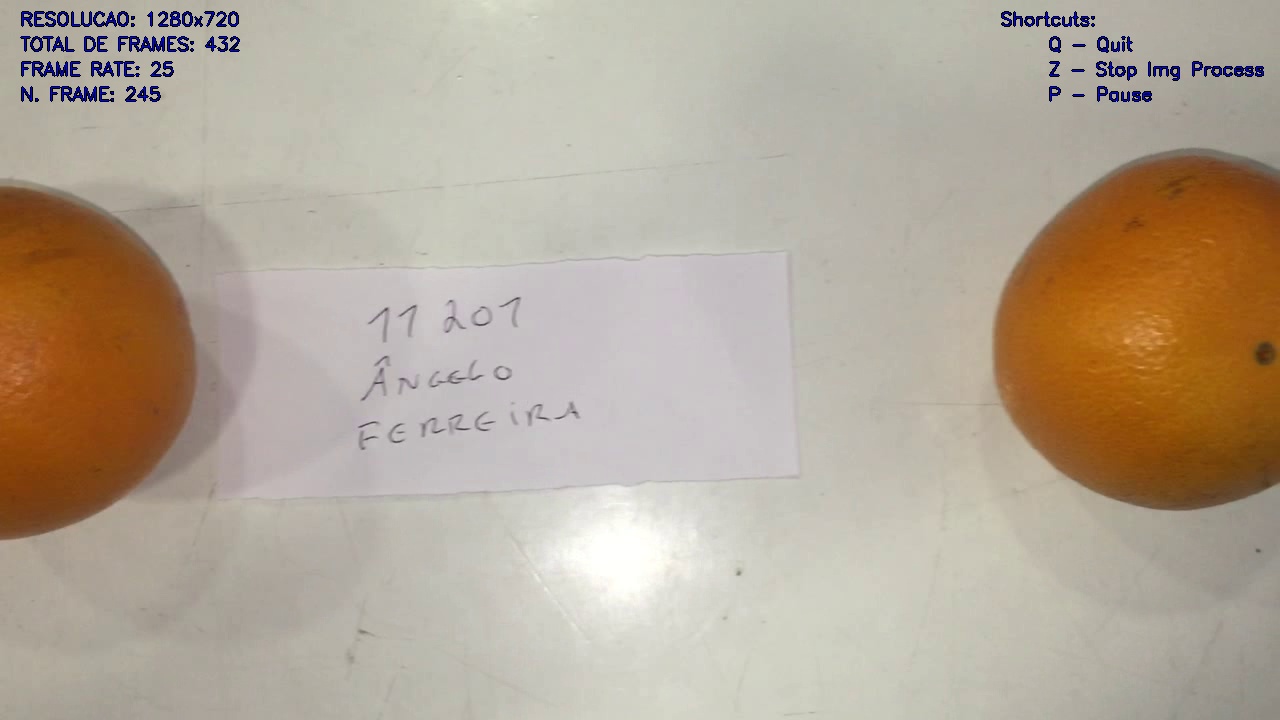 RESOLUCAO: 1280x720
TOTAL DE FRAMES: 432
FRAME RATE: 25
N. FRAME: 245
Shortcuts:
Q - Quit
Z - Stop Img Process
P - Pause
11 201
ÂNGELO
FERREIRA